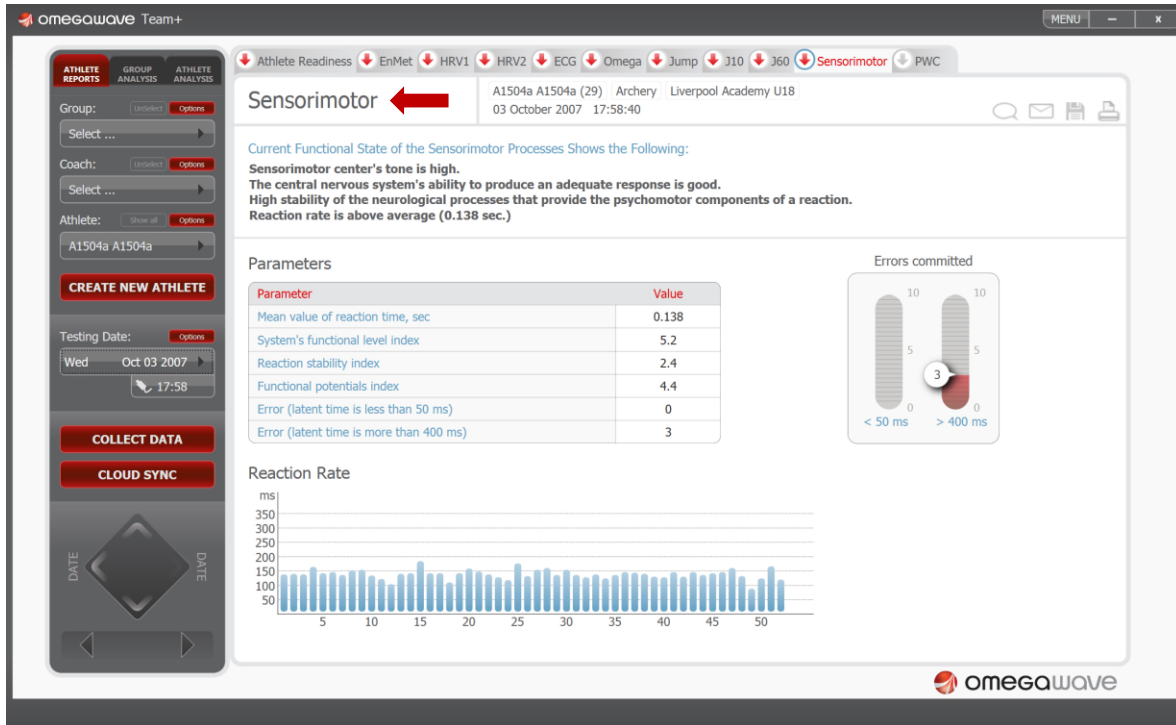 omegawave Team+
MENU
–
x
ATHLETE REPORTS
GROUP ANALYSIS
ATHLETE ANALYSIS
Athlete Readiness EnMet HRV1 HRV2 ECG Omega Jump J10 J60 Sensorimotor PWC
Group: UnSelect Options
Select ...
Coach: UnSelect Options
Select ...
Athlete: Show all Options
A1504a A1504a
CREATE NEW ATHLETE
Testing Date: Options
Wed Oct 03 2007
17:58
COLLECT DATA
CLOUD SYNC
DATE
DATE
Sensorimotor
A1504a A1504a (29) Archery Liverpool Academy U18
03 October 2007 17:58:40
Current Functional State of the Sensorimotor Processes Shows the Following:
Sensorimotor center's tone is high.
The central nervous system's ability to produce an adequate response is good.
High stability of the neurological processes that provide the psychomotor components of a reaction.
Reaction rate is above average (0.138 sec.)
Parameters
Parameter Value
Mean value of reaction time, sec 0.138
System's functional level index 5.2
Reaction stability index 2.4
Functional potentials index 4.4
Error (latent time is less than 50 ms) 0
Error (latent time is more than 400 ms) 3
Errors committed
10 10
5 5
3
0 0
< 50 ms > 400 ms
Reaction Rate
ms
350
300
250
200
150
100
50
5 10 15 20 25 30 35 40 45 50
omegawave